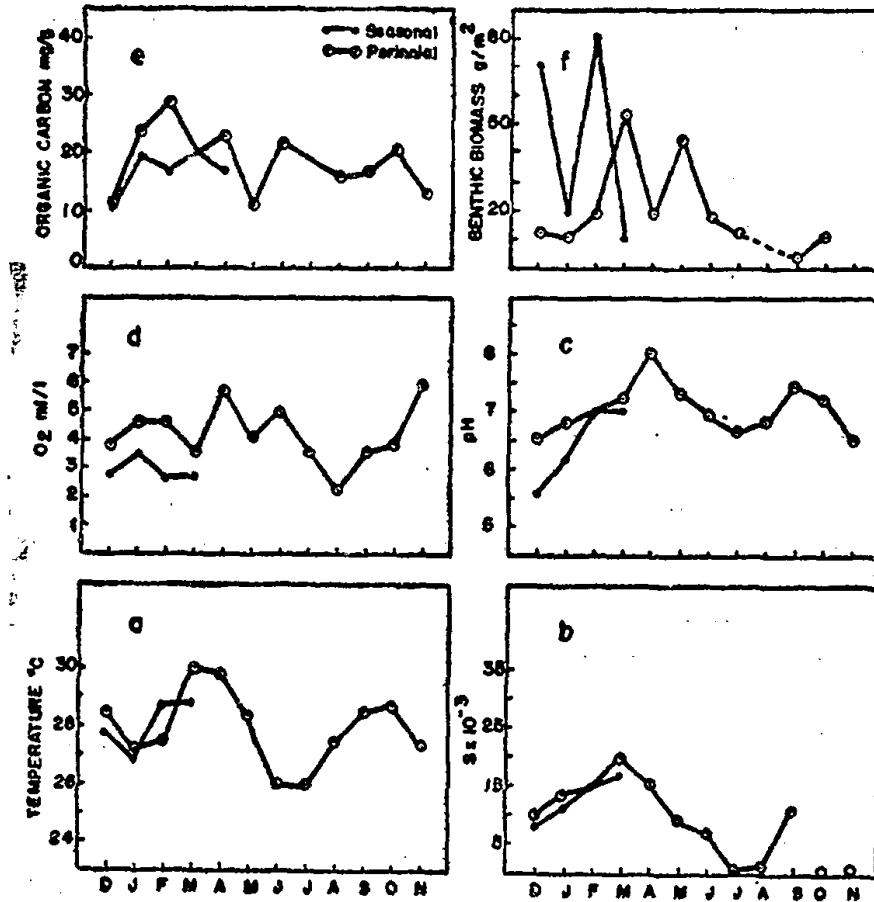 e
Seasonal
Perinnial
ORGANIC CARBON mg/g
40
30
20
10
0
f
BENTHIC BIOMASS g/m²
80
50
20
d
O₂ ml/l
7
6
5
4
3
2
1
c
pH
8
7
6
5
a
TEMPERATURE °C
30
28
26
24
D J F M A M J J A S O N
b
S x 10⁻³
35
25
15
5
D J F M A M J J A S O N